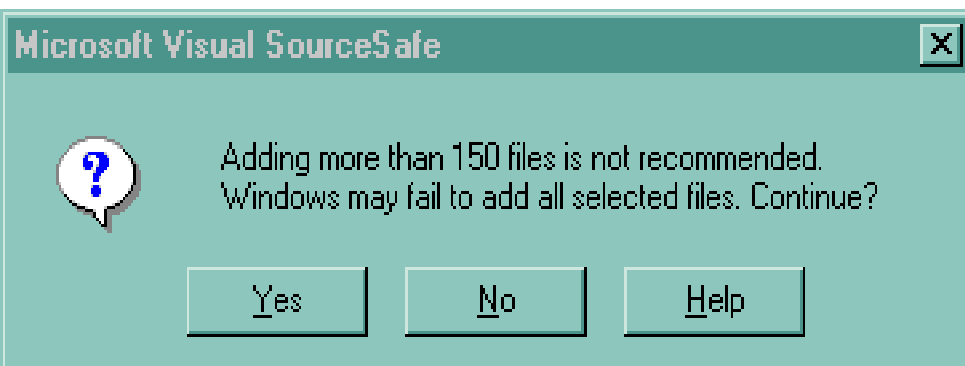 Microsoft Visual SourceSafe
Adding more than 150 files is not recommended.
Windows may fail to add all selected files. Continue?
Yes
No
Help